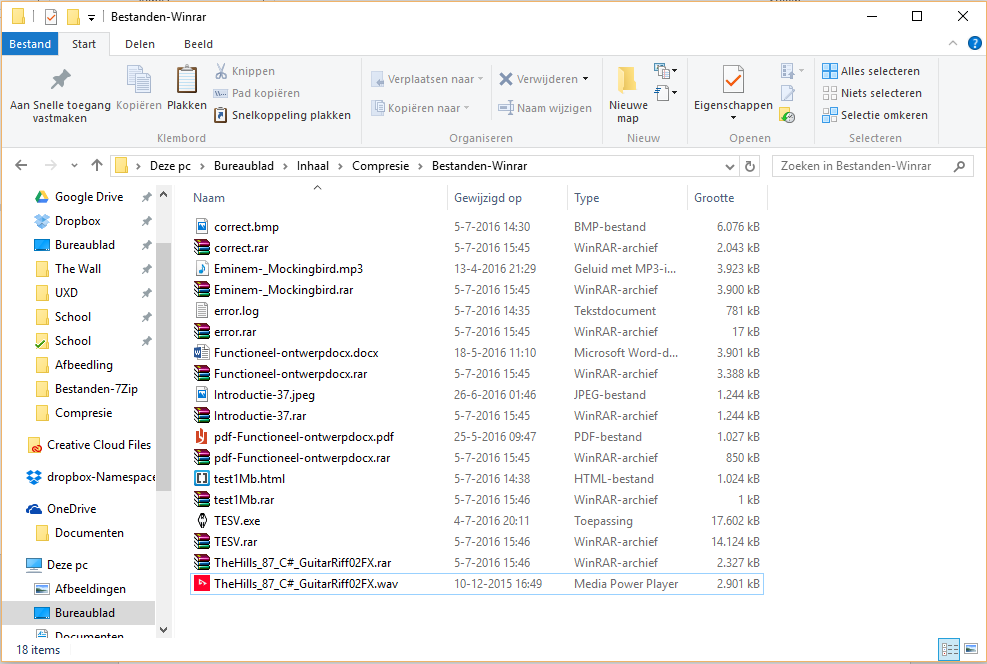 Bestanden-Winrar
Bestand Start Delen Beeld
Aan Snelle toegang vastmaken
Kopiëren
Plakken
Knippen
Pad kopiëren
Snelkoppeling plakken
Klembord
Verplaatsen naar
Kopiëren naar
Verwijderen
Naam wijzigen
Organiseren
Nieuwe map
Nieuw
Eigenschappen
Openen
Alles selecteren
Niets selecteren
Selectie omkeren
Selecteren
Deze pc > Bureaublad > Inhaal > Compresie > Bestanden-Winrar
Zoeken in Bestanden-Winrar
Google Drive
Dropbox
Bureaublad
The Wall
UXD
School
School
Afbeedling
Bestanden-7Zip
Compresie
Creative Cloud Files
dropbox-Namespace
OneDrive
Documenten
Deze pc
Afbeeldingen
Bureaublad
Documenten
Naam Gewijzigd op Type Grootte
correct.bmp 5-7-2016 14:30 BMP-bestand 6.076 kB
correct.rar 5-7-2016 15:45 WinRAR-archief 2.043 kB
Eminem-_Mockingbird.mp3 13-4-2016 21:29 Geluid met MP3-i... 3.923 kB
Eminem-_Mockingbird.rar 5-7-2016 15:45 WinRAR-archief 3.900 kB
error.log 5-7-2016 14:35 Tekstdocument 781 kB
error.rar 5-7-2016 15:45 WinRAR-archief 17 kB
Functioneel-ontwerpdocx.docx 18-5-2016 11:10 Microsoft Word-d... 3.901 kB
Functioneel-ontwerpdocx.rar 5-7-2016 15:45 WinRAR-archief 3.388 kB
Introductie-37.jpeg 26-6-2016 01:46 JPEG-bestand 1.244 kB
Introductie-37.rar 5-7-2016 15:45 WinRAR-archief 1.244 kB
pdf-Functioneel-ontwerpdocx.pdf 25-5-2016 09:47 PDF-bestand 1.027 kB
pdf-Functioneel-ontwerpdocx.rar 5-7-2016 15:45 WinRAR-archief 850 kB
test1Mb.html 5-7-2016 14:38 HTML-bestand 1.024 kB
test1Mb.rar 5-7-2016 15:46 WinRAR-archief 1 kB
TESV.exe 4-7-2016 20:11 Toepassing 17.602 kB
TESV.rar 5-7-2016 15:46 WinRAR-archief 14.124 kB
TheHills_87_C#_GuitarRiff02FX.rar 5-7-2016 15:46 WinRAR-archief 2.327 kB
TheHills_87_C#_GuitarRiff02FX.wav 10-12-2015 16:49 Media Power Player 2.901 kB
18 items